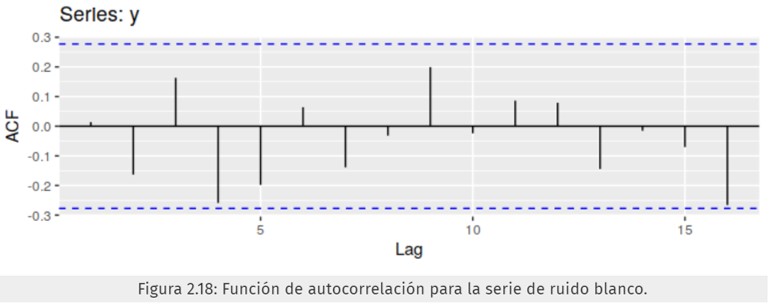 Series: y
0.3
0.2
0.1
0.0
-0.1
-0.2
-0.3
ACF
5 10 15
Lag
Figura 2.18: Función de autocorrelación para la serie de ruido blanco.